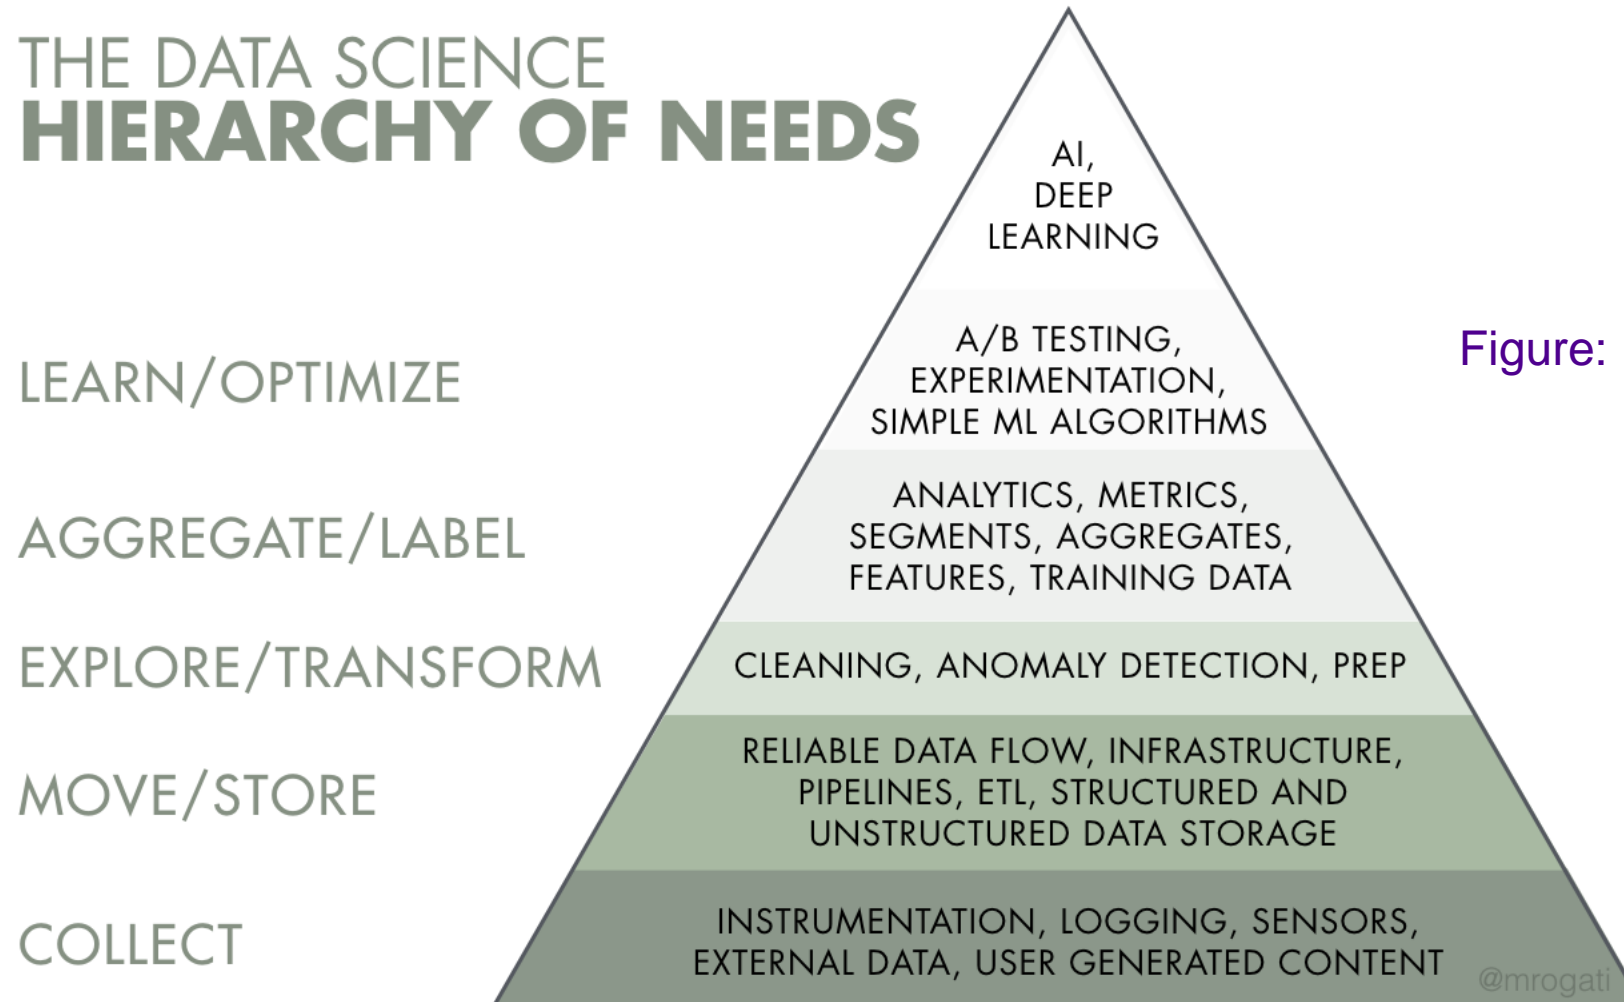 THE DATA SCIENCE
HIERARCHY OF NEEDS
AI,
DEEP
LEARNING
LEARN/OPTIMIZE
A/B TESTING,
EXPERIMENTATION,
SIMPLE ML ALGORITHMS
Figure:
AGGREGATE/LABEL
ANALYTICS, METRICS,
SEGMENTS, AGGREGATES,
FEATURES, TRAINING DATA
EXPLORE/TRANSFORM
CLEANING, ANOMALY DETECTION, PREP
MOVE/STORE
RELIABLE DATA FLOW, INFRASTRUCTURE,
PIPELINES, ETL, STRUCTURED AND
UNSTRUCTURED DATA STORAGE
COLLECT
INSTRUMENTATION, LOGGING, SENSORS,
EXTERNAL DATA, USER GENERATED CONTENT
@mrogati